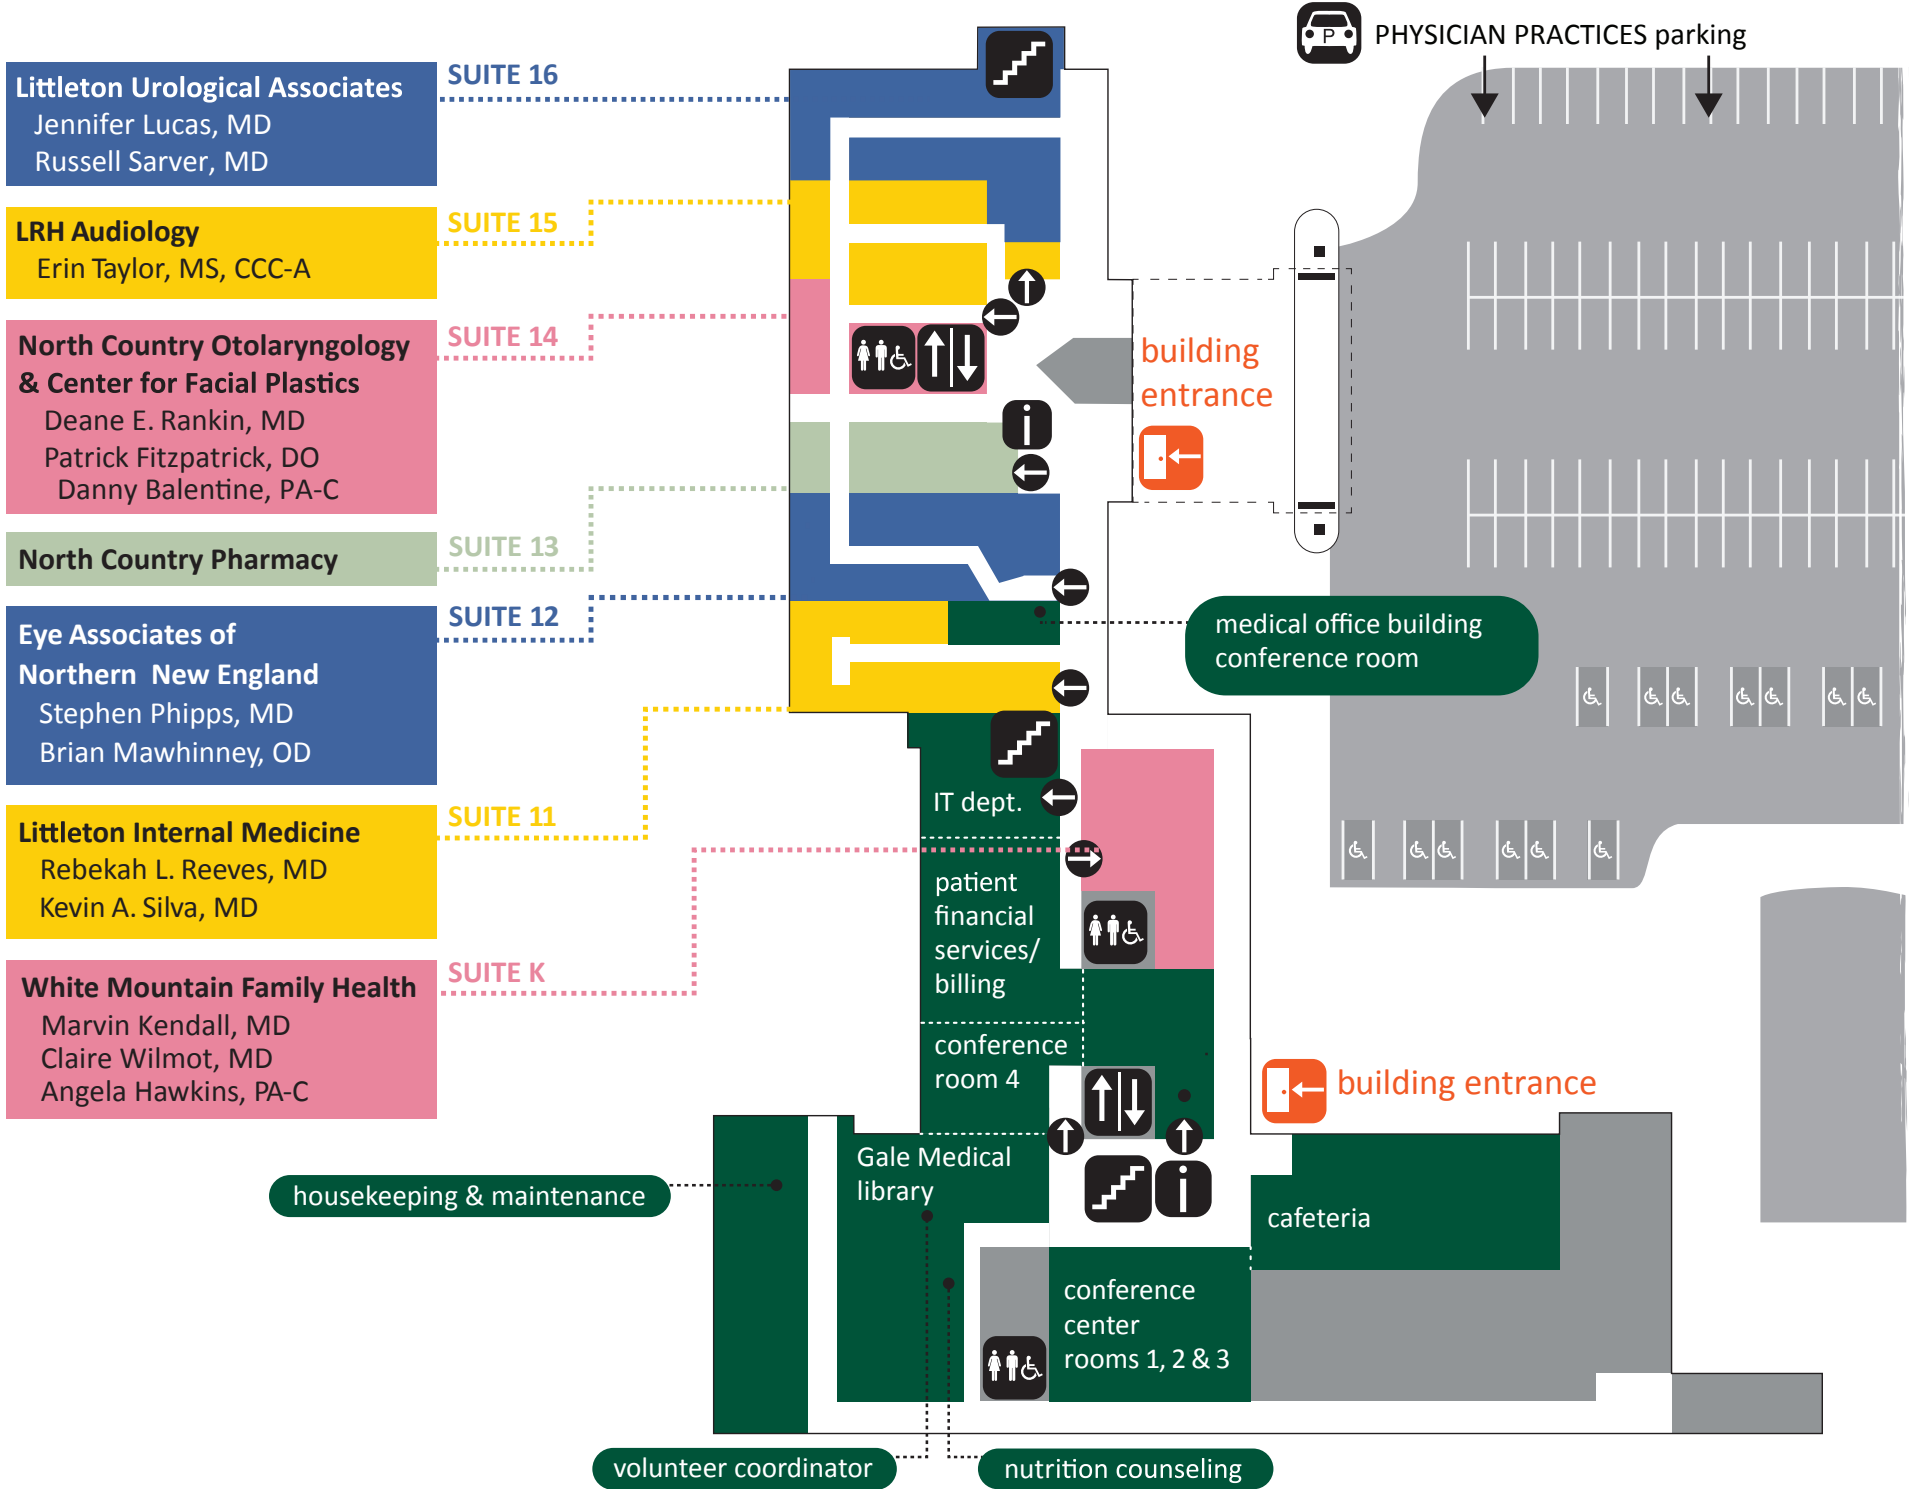 P
PHYSICIAN PRACTICES parking
Littleton Urological Associates
Jennifer Lucas, MD
Russell Sarver, MD
SUITE 16
LRH Audiology
Erin Taylor, MS, CCC-A
SUITE 15
North Country Otolaryngology
& Center for Facial Plastics
Deane E. Rankin, MD
Patrick Fitzpatrick, DO
Danny Balentine, PA-C
SUITE 14
North Country Pharmacy
SUITE 13
Eye Associates of
Northern New England
Stephen Phipps, MD
Brian Mawhinney, OD
SUITE 12
Littleton Internal Medicine
Rebekah L. Reeves, MD
Kevin A. Silva, MD
SUITE 11
White Mountain Family Health
Marvin Kendall, MD
Claire Wilmot, MD
Angela Hawkins, PA-C
SUITE K
building
entrance
i
medical office building
conference room
IT dept.
patient
financial
services/
billing
conference
room 4
building entrance
Gale Medical
library
i
housekeeping & maintenance
cafeteria
conference
center
rooms 1, 2 & 3
volunteer coordinator
nutrition counseling